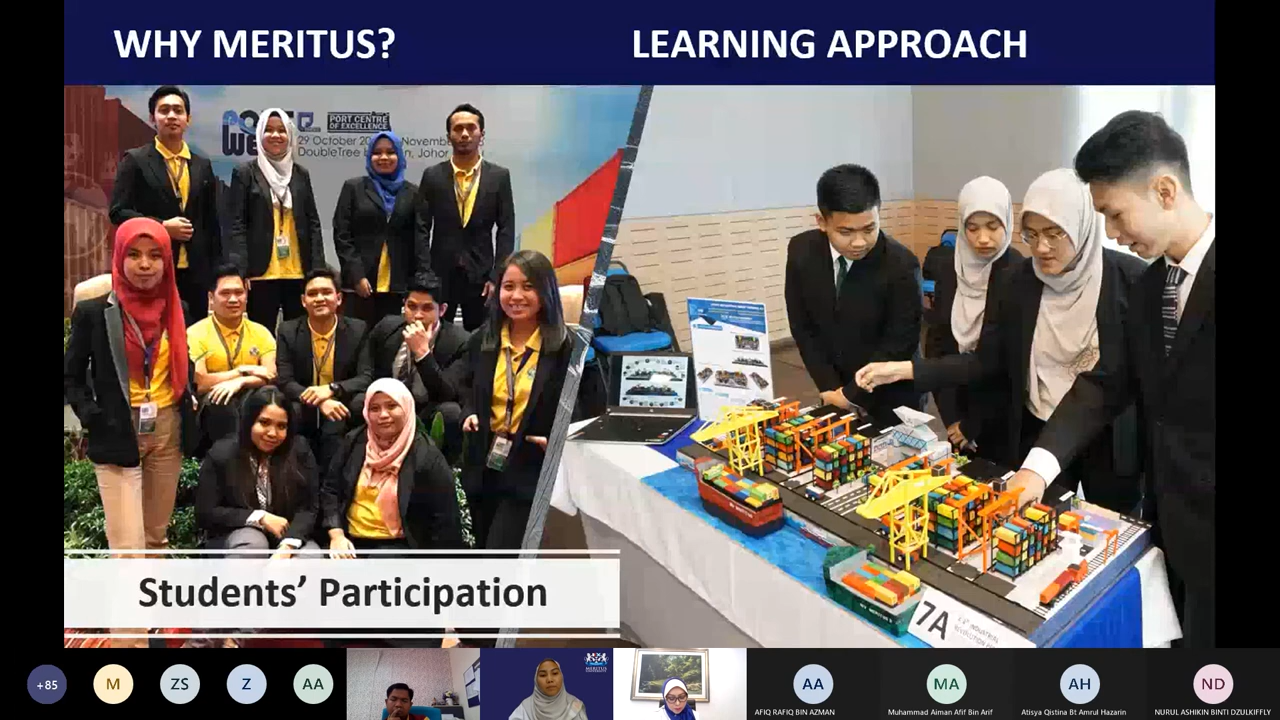 WHY MERITUS?
LEARNING APPROACH
PORT CENTRE
OF EXCELLENCE
29 October
DoubleTree
Johor
Students' Participation
7A
+85
M
ZS
Z
AA
AA
AFIQ RAFIQ BIN AZMAN
MA
Muhammad Aiman Afif Bin Arif
AH
Atisya Qistina Bt Amrul Hazarin
ND
NURUL ASHIKIN BINTI DZULKIFFLY